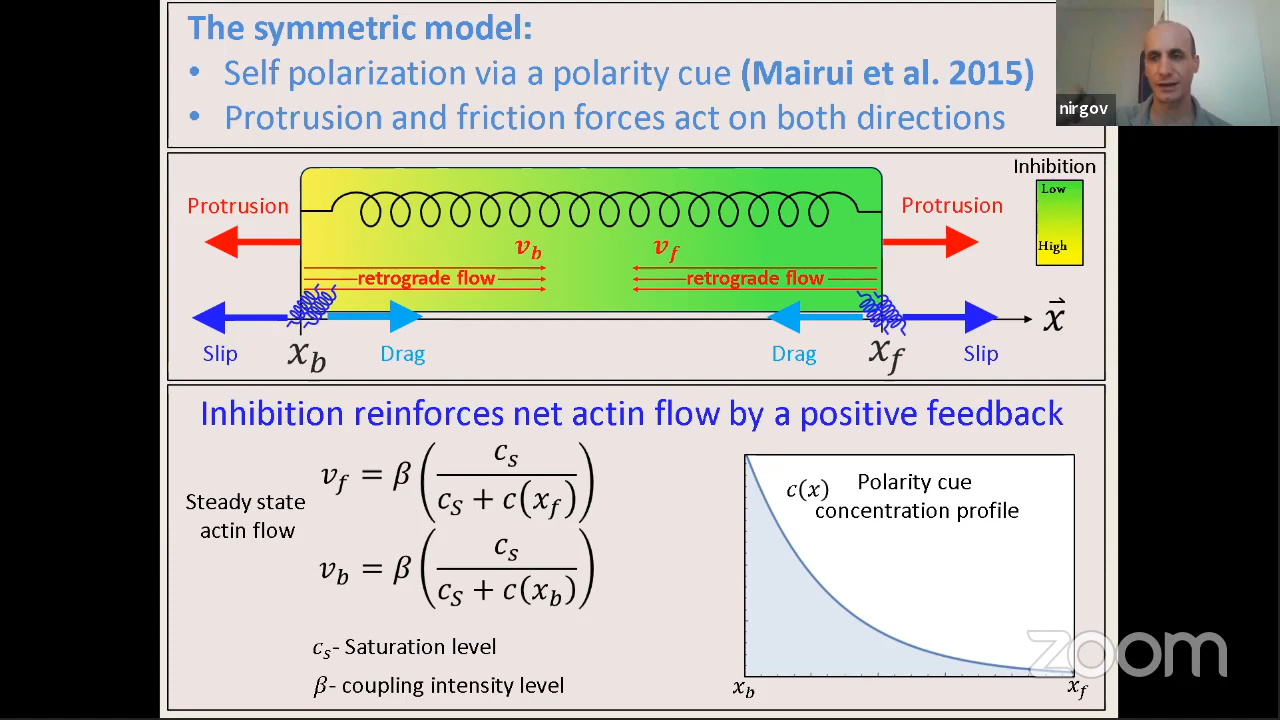 The symmetric model:
• Self polarization via a polarity cue (Mairui et al. 2015)
• Protrusion and friction forces act on both directions
nirgov
Inhibition
Low
High
Protrusion
Protrusion
v_b
v_f
retrograde flow
retrograde flow
x⃗
Slip
x_b
Drag
Drag
x_f
Slip
Inhibition reinforces net actin flow by a positive feedback
Steady state
actin flow
v_f = β ( c_s / (c_s + c(x_f)) )
v_b = β ( c_s / (c_s + c(x_b)) )
c_s- Saturation level
β- coupling intensity level
c(x)
Polarity cue
concentration profile
x_b
x_f
zoom